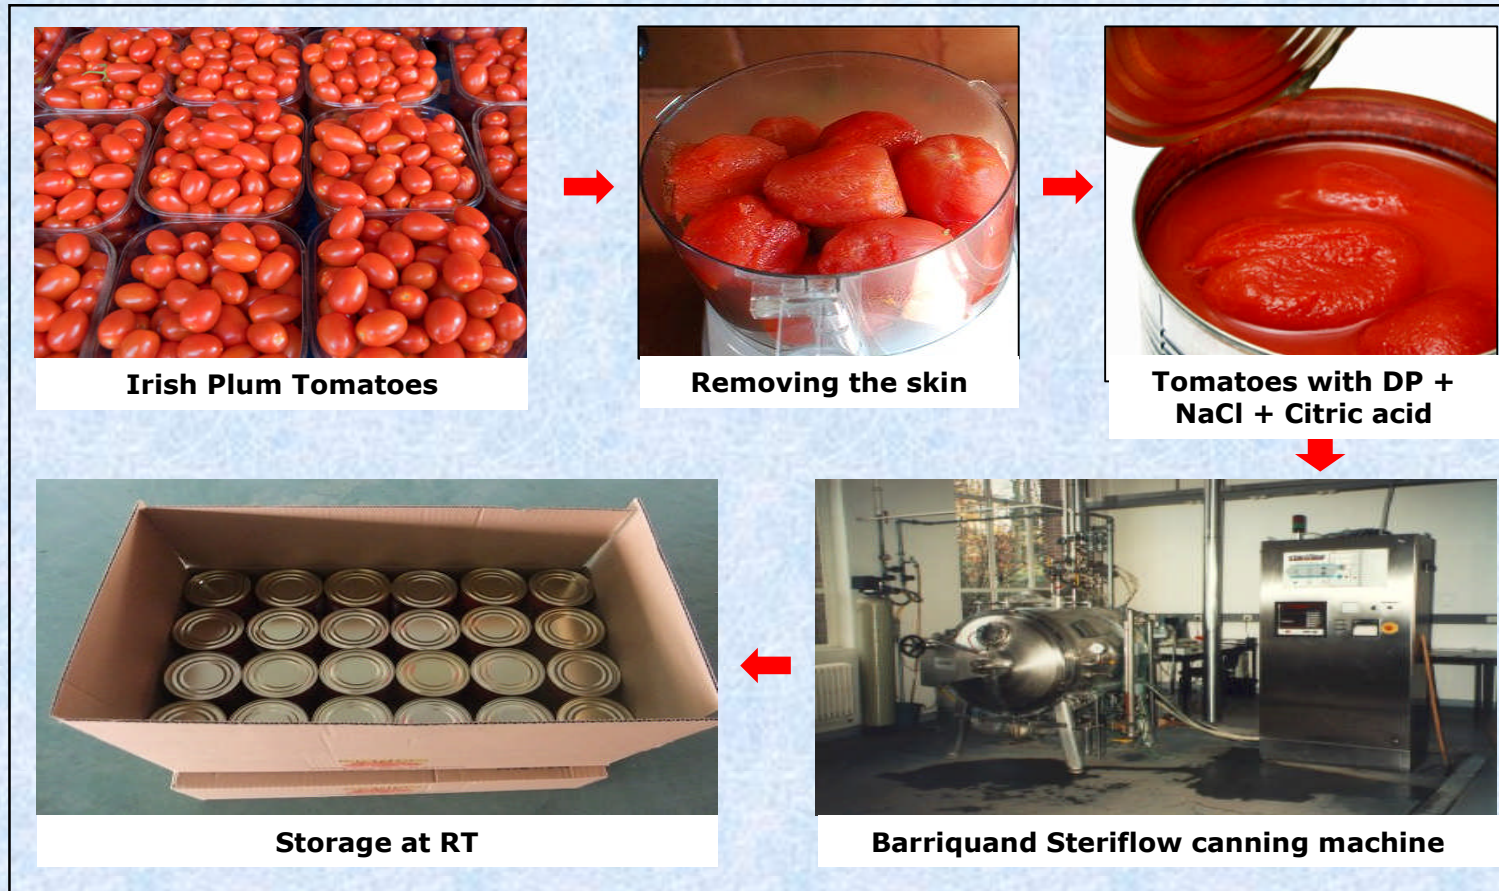 Irish Plum Tomatoes
Removing the skin
Tomatoes with DP +
NaCl + Citric acid
Storage at RT
Barriquand Steriflow canning machine